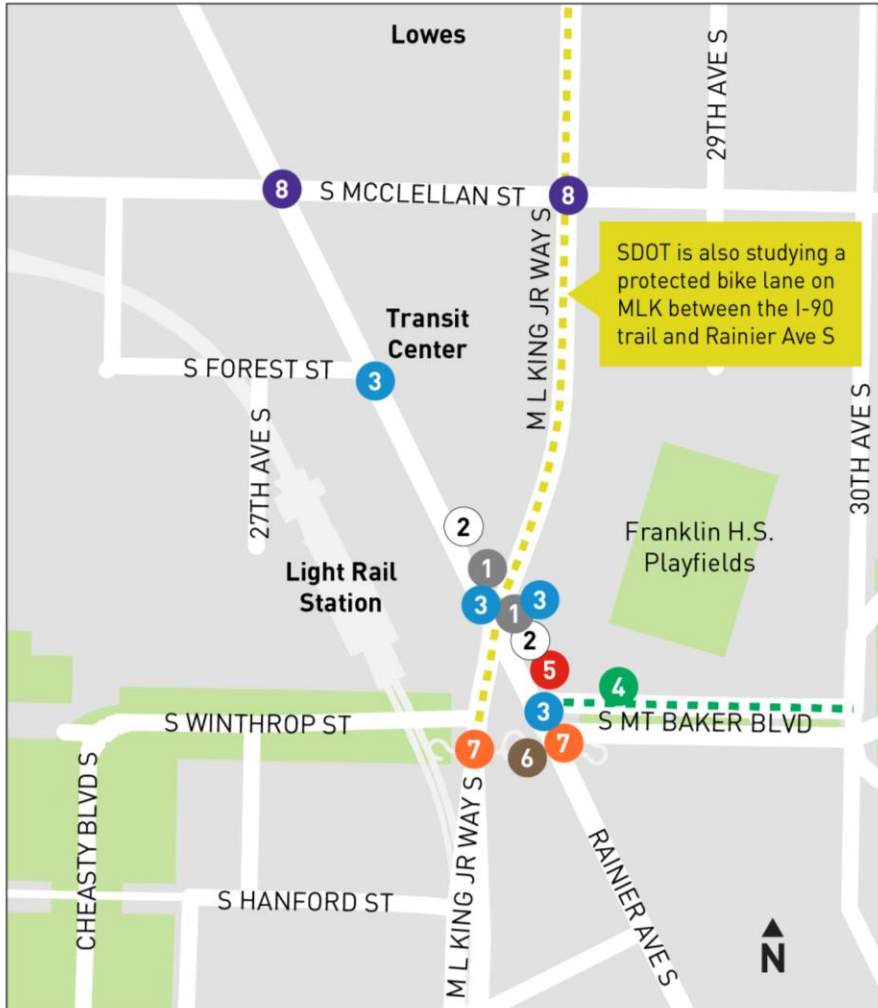 Lowes
29TH AVE S
8
S MCCLELLAN ST
8
M L KING JR WAY S
SDOT is also studying a
protected bike lane on
MLK between the I-90
trail and Rainier Ave S
Transit
Center
S FOREST ST
3
27TH AVE S
30TH AVE S
2
Franklin H.S.
Playfields
1
Light Rail
Station
3
1
3
2
5
4
3
S WINTHROP ST
S MT BAKER BLVD
7
6
7
CHEASTY BLVD S
M L KING JR WAY S
RAINIER AVE S
S HANFORD ST
N